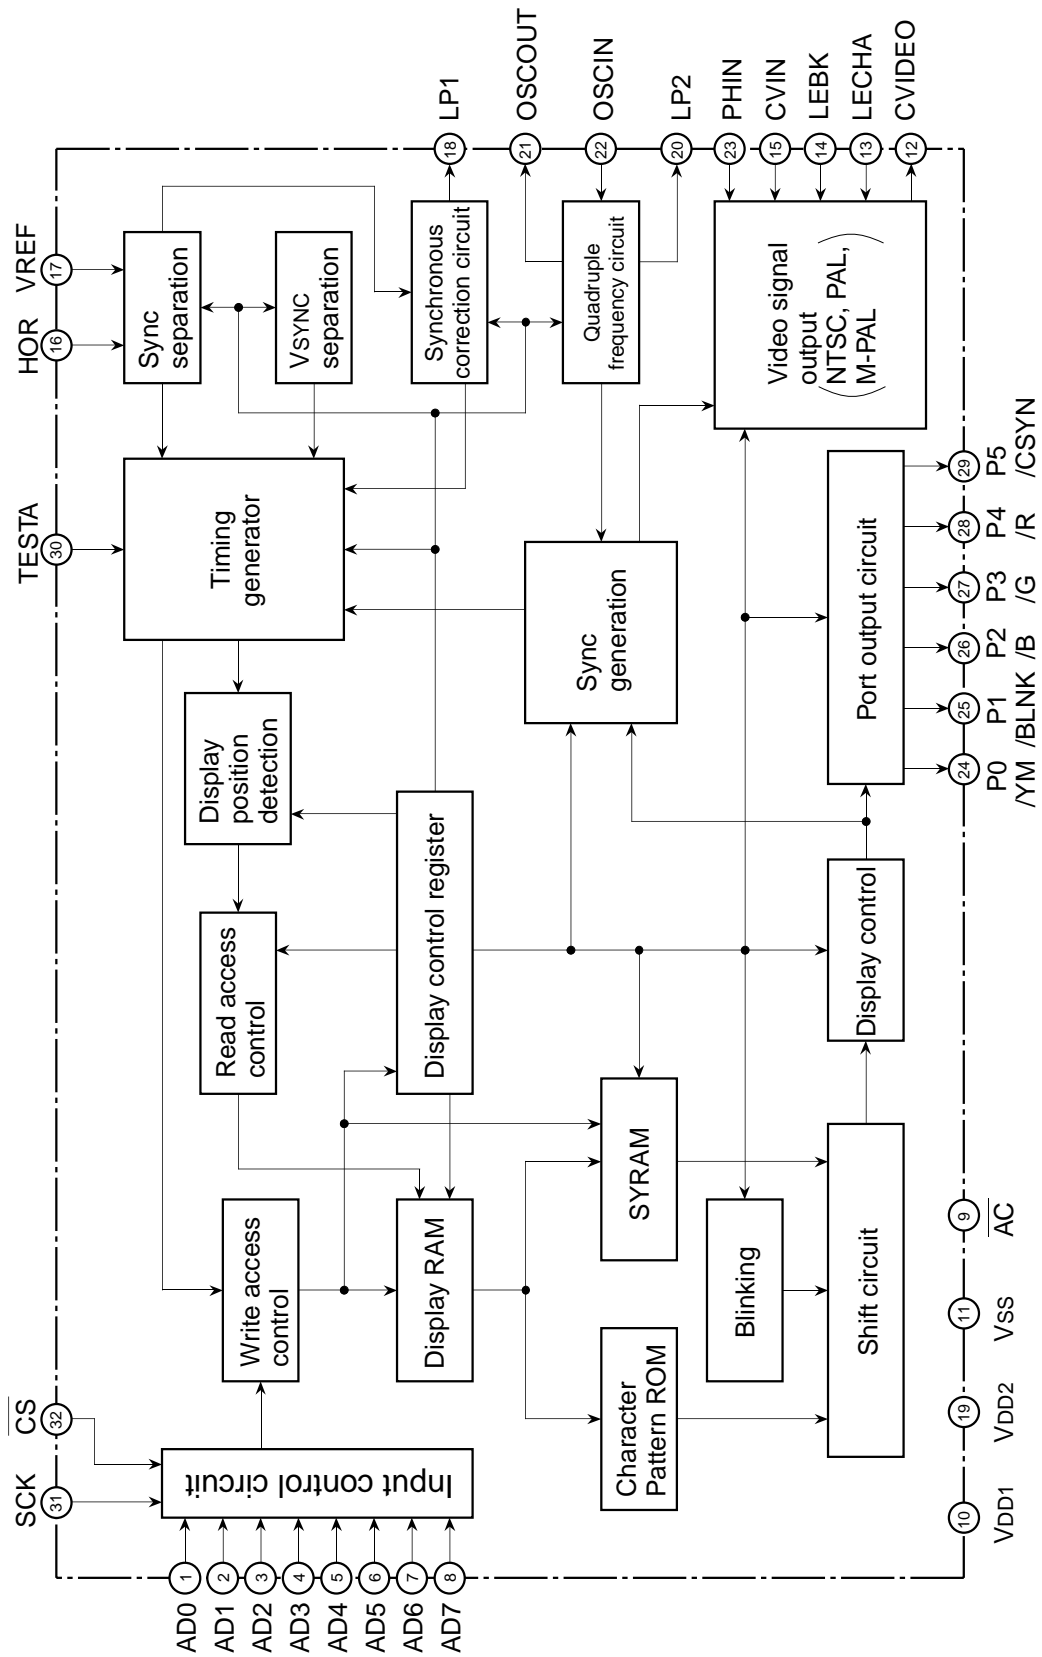 SCK
31
CS
32
TESTA
30
HOR
16
VREF
17
AD0
1
AD1
2
AD2
3
AD3
4
AD4
5
AD5
6
AD6
7
AD7
8
Input control circuit
Write access
control
Read access
control
Display
position
detection
Timing
generator
Sync
separation
VSYNC
separation
Display RAM
Display control register
Synchronous
correction circuit
18
LP1
Character
Pattern ROM
SYRAM
Sync
generation
Quadruple
frequency circuit
21
OSCOUT
22
OSCIN
20
LP2
Blinking
Shift circuit
Display control
Port output circuit
Video signal
output
NTSC, PAL,
M-PAL
23
PHIN
15
CVIN
14
LEBK
13
LECHA
12
CVIDEO
10
VDD1
19
VDD2
11
VSS
9
AC
24
P0
/YM
25
P1
/BLNK
26
P2
/B
27
P3
/G
28
P4
/R
29
P5
/CSYN